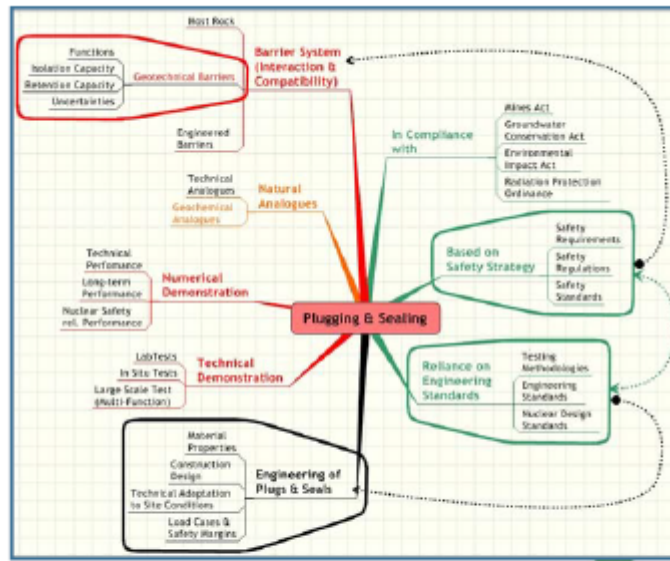 Host Rock
Barrier System
(Interaction &
Compatibility)
Functions
Isolation Capacity
Retention Capacity
Uncertainties
Geotechnical Barriers
Engineered
Barriers
Technical
Analogues
Geochemical
Analogues
Natural
Analogues
Technical
Perfomance
Long-term
Performance
Nuclear Safety
rel. Performance
Numerical
Demonstration
LabTests
In Situ Tests
Large Scale Test
(Multi-Function)
Technical
Demonstration
Material
Properties
Construction
Design
Technical Adaptation
to Site Conditions
Load Cases &
Safety Margins
Engineering of
Plugs & Seals
Plugging & Sealing
In Compliance
with
Mines Act
Groundwater
Conservation Act
Environmental
Impact Act
Radiation Protection
Ordinance
Based on
Safety Strategy
Safety
Requirements
Safety
Regulations
Safety
Standards
Reliance on
Engineering
Standards
Testing
Methodologies
Engineering
Standards
Nuclear Design
Standards